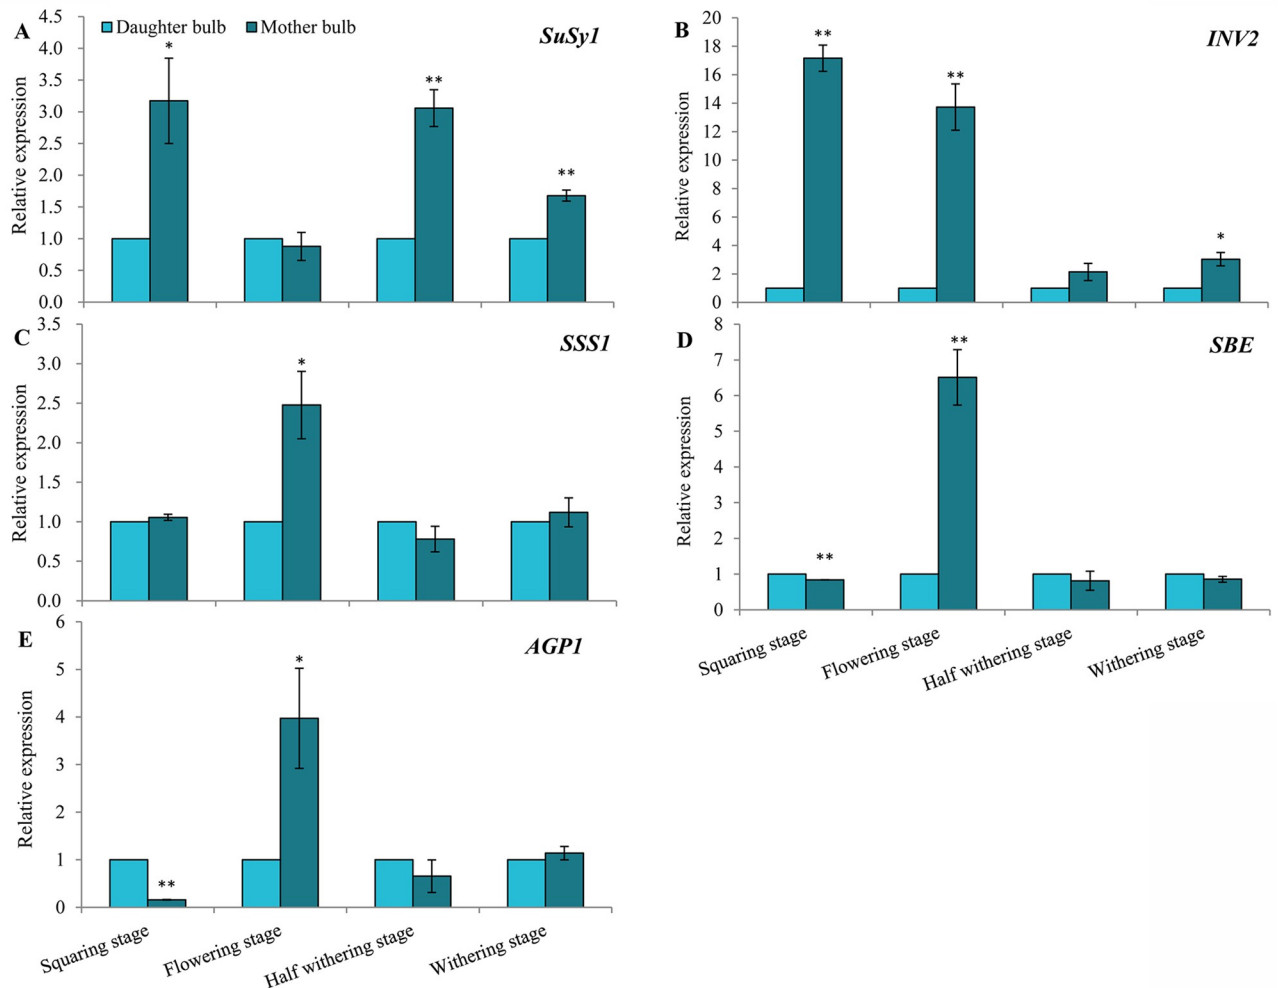 A
Daughter bulb
Mother bulb
SuSy1
Relative expression
4.5
4.0
3.5
3.0
2.5
2.0
1.5
1.0
0.5
0.0
*
**
**
B
INV2
Relative expression
20
18
16
14
12
10
8
6
4
2
0
**
**
*
C
SSS1
Relative expression
3.5
3.0
2.5
2.0
1.5
1.0
0.5
0.0
*
D
SBE
Relative expression
8
7
6
5
4
3
2
1
0
**
**
Squaring stage
Flowering stage
Half withering stage
Withering stage
E
AGP1
Relative expression
6
5
4
3
2
1
0
**
*
Squaring stage
Flowering stage
Half withering stage
Withering stage